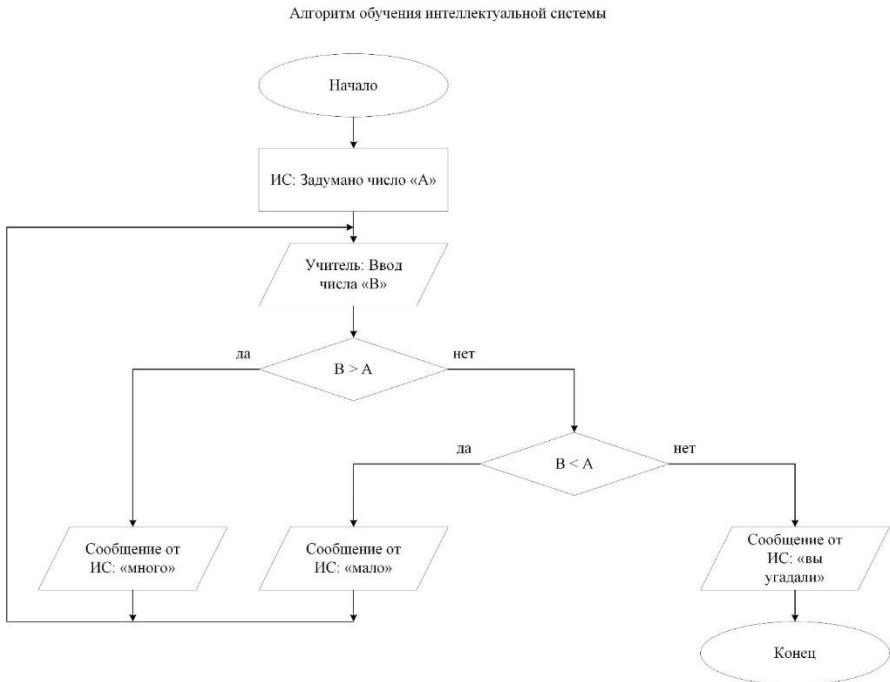 Алгоритм обучения интеллектуальной системы
Начало
ИС: Задумано число «А»
Учитель: Ввод
числа «В»
да
В > А
нет
да
В < А
нет
Сообщение от
ИС: «много»
Сообщение от
ИС: «мало»
Сообщение от
ИС: «вы
угадали»
Конец